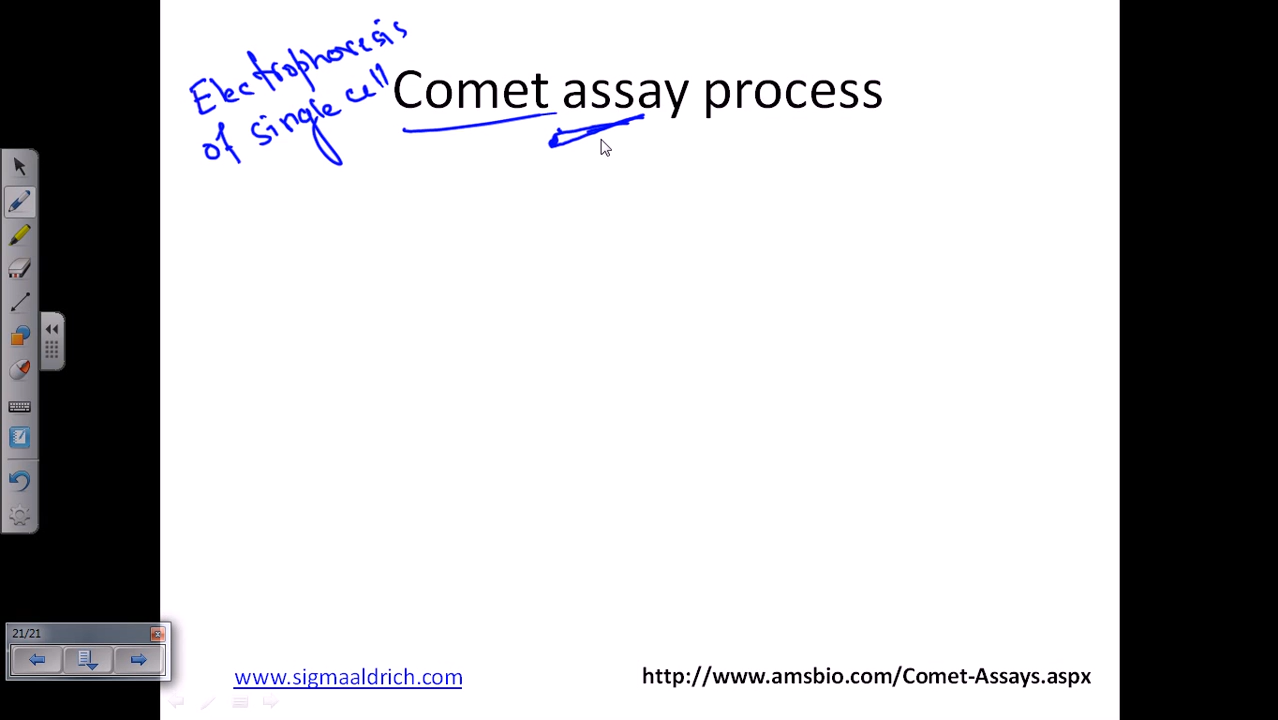 Electrophoresis
of single cell
Comet assay process
21/21
www.sigmaaldrich.com
http://www.amsbio.com/Comet-Assays.aspx